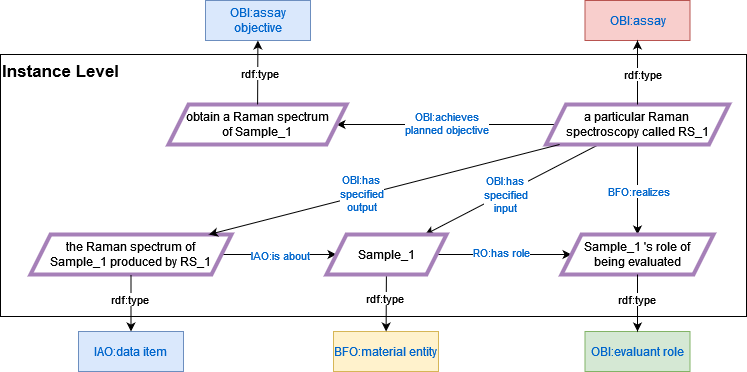 OBI:assay
objective
OBI:assay
Instance Level
rdf:type
rdf:type
obtain a Raman spectrum
of Sample_1
OBI:achieves
planned objective
a particular Raman
spectroscopy called RS_1
OBI:has
specified
output
OBI:has
specified
input
BFO:realizes
the Raman spectrum of
Sample_1 produced by RS_1
IAO:is about
Sample_1
RO:has role
Sample_1 's role of
being evaluated
rdf:type
rdf:type
rdf:type
IAO:data item
BFO:material entity
OBI:evaluant role